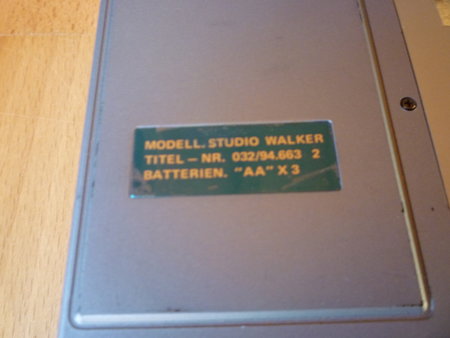 MODELL. STUDIO WALKER
TITEL – NR. 032/94.663 2
BATTERIEN. "AA" X 3